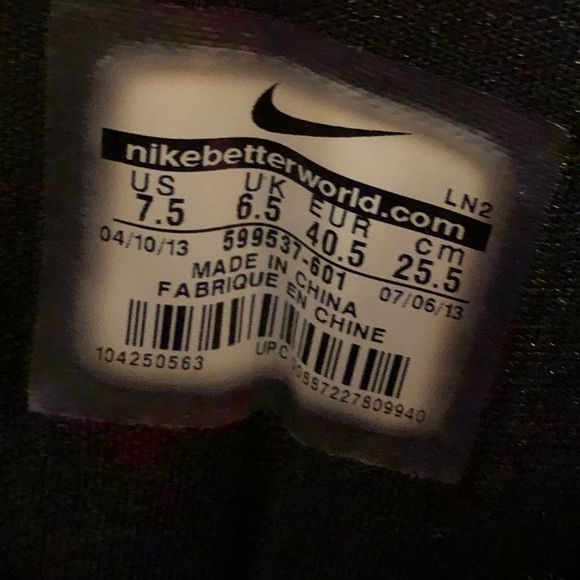 nikebetterworld.com
LN2
US UK EUR cm
7.5 6.5 40.5 25.5
04/10/13 599537-601 07/06/13
MADE IN CHINA
FABRIQUE EN CHINE
104250563 UPC 00887227809940